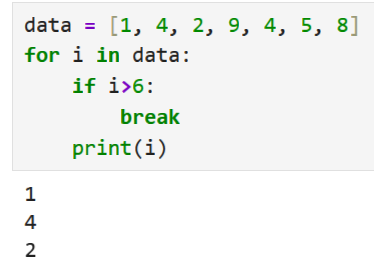 data = [1, 4, 2, 9, 4, 5, 8]
for i in data:
    if i>6:
        break
    print(i)
1
4
2